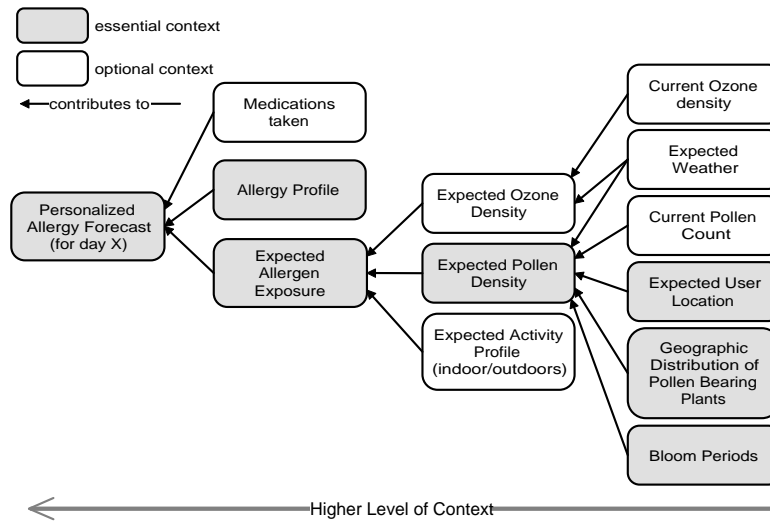 essential context
optional context
contributes to
Medications
taken
Allergy Profile
Personalized
Allergy Forecast
(for day X)
Expected
Allergen
Exposure
Expected Ozone
Density
Expected Pollen
Density
Expected Activity
Profile
(indoor/outdoors)
Current Ozone
density
Expected
Weather
Current Pollen
Count
Expected User
Location
Geographic
Distribution of
Pollen Bearing
Plants
Bloom Periods
Higher Level of Context